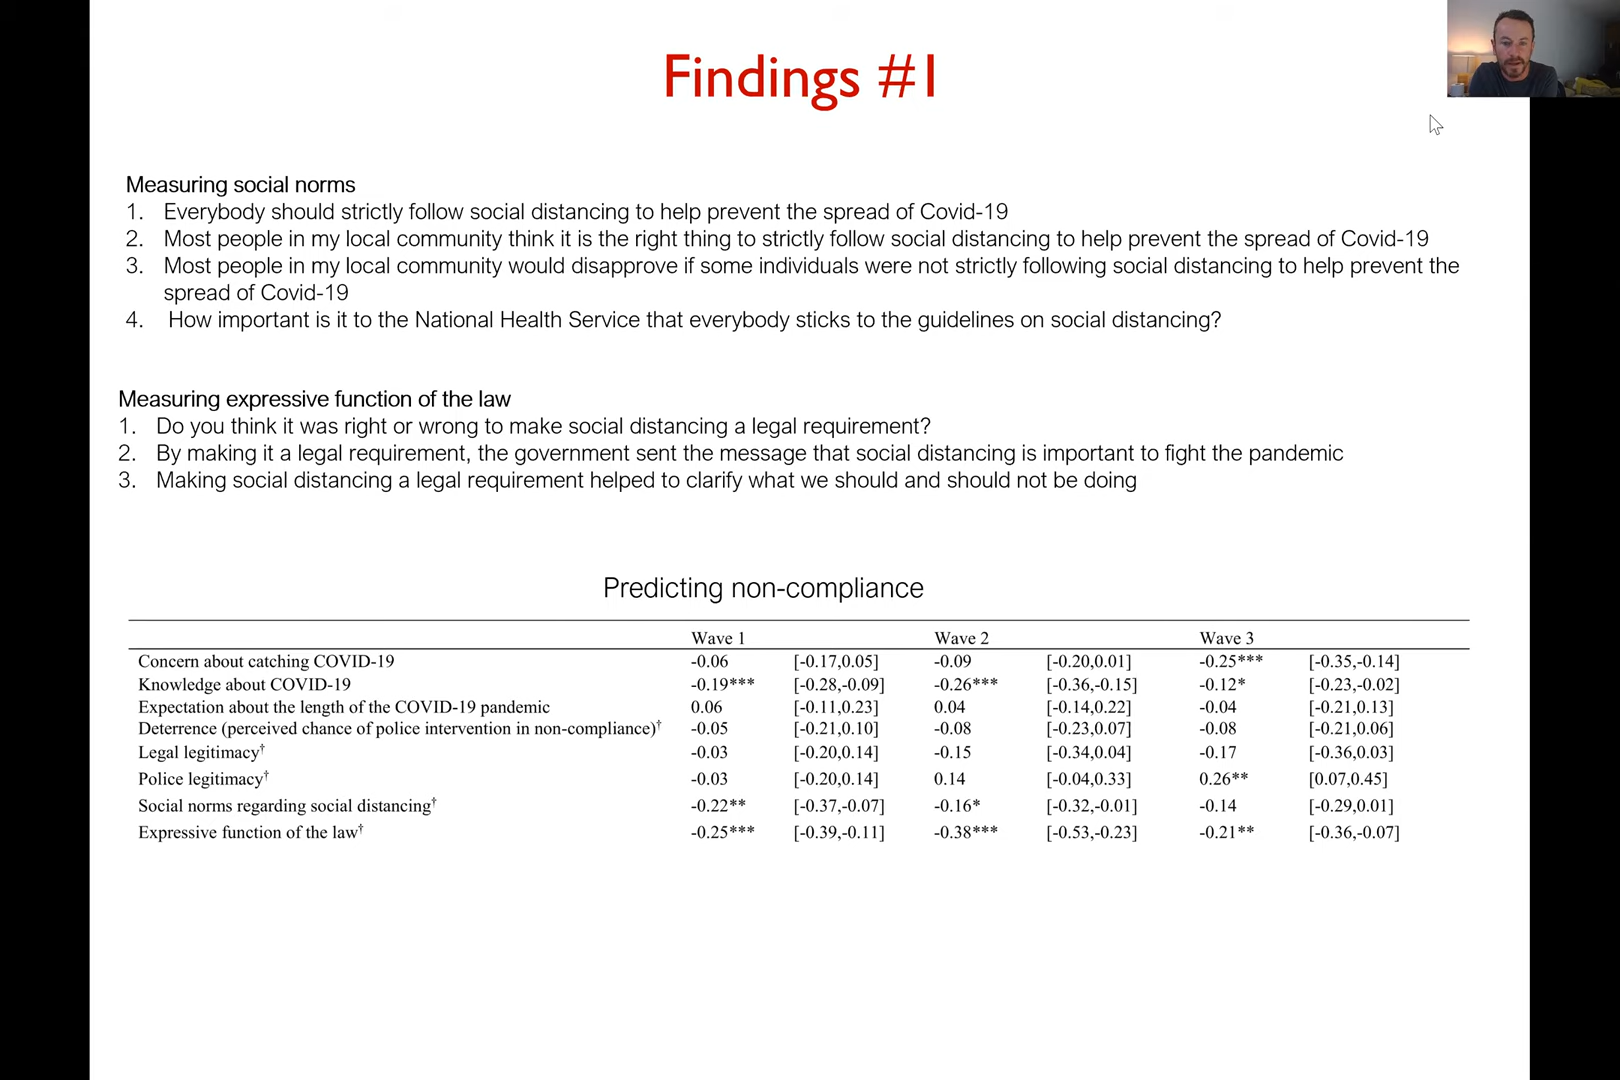 Findings #1
Measuring social norms
1. Everybody should strictly follow social distancing to help prevent the spread of Covid-19
2. Most people in my local community think it is the right thing to strictly follow social distancing to help prevent the spread of Covid-19
3. Most people in my local community would disapprove if some individuals were not strictly following social distancing to help prevent the
spread of Covid-19
4. How important is it to the National Health Service that everybody sticks to the guidelines on social distancing?
Measuring expressive function of the law
1. Do you think it was right or wrong to make social distancing a legal requirement?
2. By making it a legal requirement, the government sent the message that social distancing is important to fight the pandemic
3. Making social distancing a legal requirement helped to clarify what we should and should not be doing
Predicting non-compliance
Wave 1 Wave 2 Wave 3
Concern about catching COVID-19 -0.06 [-0.17,0.05] -0.09 [-0.20,0.01] -0.25*** [-0.35,-0.14]
Knowledge about COVID-19 -0.19*** [-0.28,-0.09] -0.26*** [-0.36,-0.15] -0.12* [-0.23,-0.02]
Expectation about the length of the COVID-19 pandemic 0.06 [-0.11,0.23] 0.04 [-0.14,0.22] -0.04 [-0.21,0.13]
Deterrence (perceived chance of police intervention in non-compliance)† -0.05 [-0.21,0.10] -0.08 [-0.23,0.07] -0.08 [-0.21,0.06]
Legal legitimacy† -0.03 [-0.20,0.14] -0.15 [-0.34,0.04] -0.17 [-0.36,0.03]
Police legitimacy† -0.03 [-0.20,0.14] 0.14 [-0.04,0.33] 0.26** [0.07,0.45]
Social norms regarding social distancing† -0.22** [-0.37,-0.07] -0.16* [-0.32,-0.01] -0.14 [-0.29,0.01]
Expressive function of the law† -0.25*** [-0.39,-0.11] -0.38*** [-0.53,-0.23] -0.21** [-0.36,-0.07]